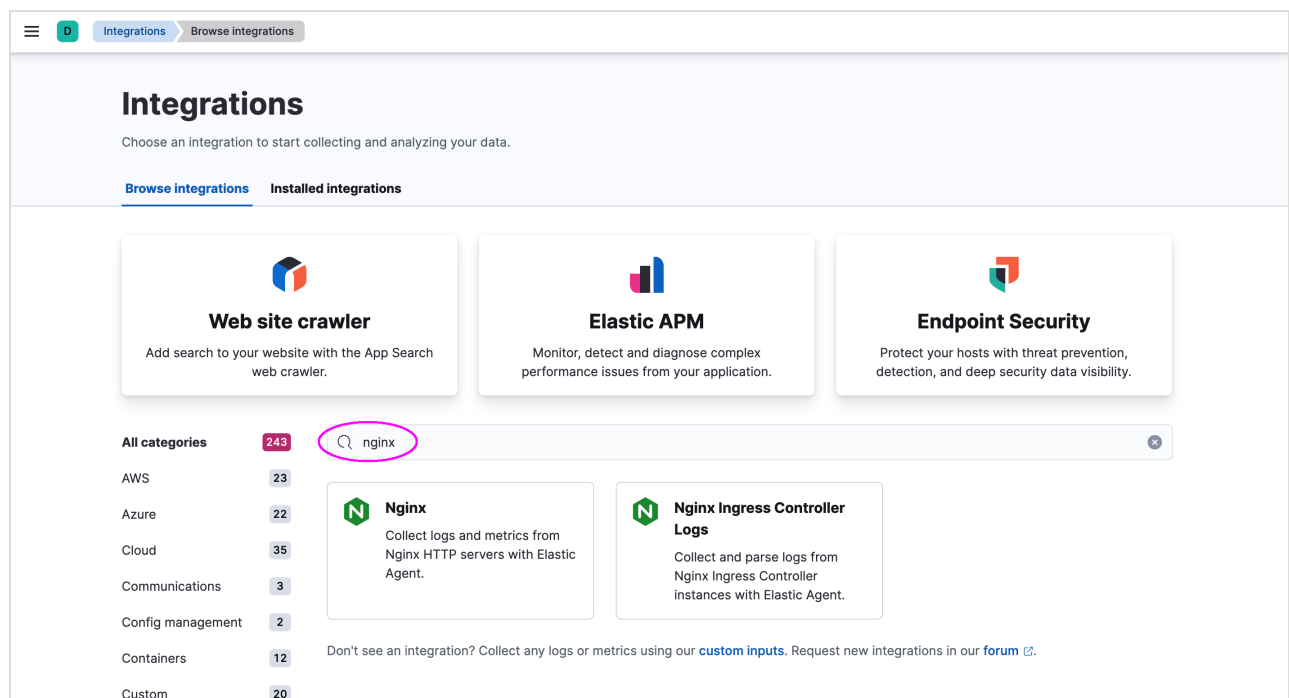 D
Integrations
Browse integrations
Integrations
Choose an integration to start collecting and analyzing your data.
Browse integrations
Installed integrations
Web site crawler
Add search to your website with the App Search
web crawler.
Elastic APM
Monitor, detect and diagnose complex
performance issues from your application.
Endpoint Security
Protect your hosts with threat prevention,
detection, and deep security data visibility.
All categories 243
AWS 23
Azure 22
Cloud 35
Communications 3
Config management 2
Containers 12
Custom 20
nginx
N
Nginx
Collect logs and metrics from
Nginx HTTP servers with Elastic
Agent.
N
Nginx Ingress Controller
Logs
Collect and parse logs from
Nginx Ingress Controller
instances with Elastic Agent.
Don't see an integration? Collect any logs or metrics using our custom inputs. Request new integrations in our forum.